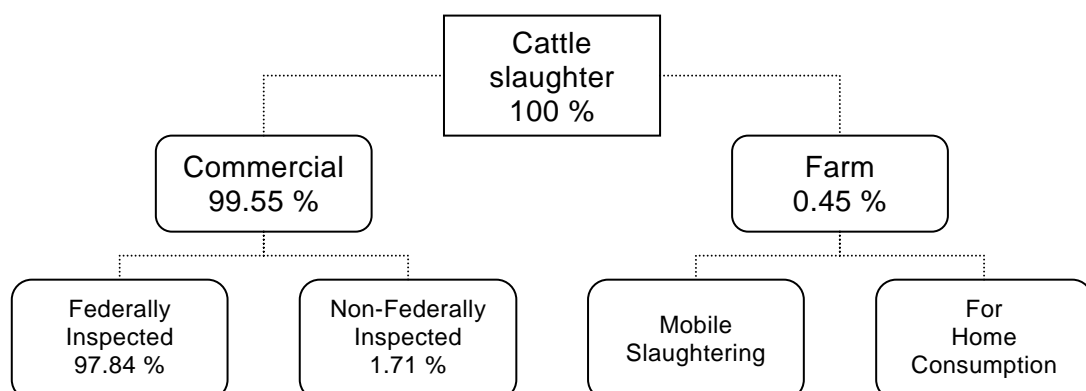 Cattle
slaughter
100 %
Commercial
99.55 %
Farm
0.45 %
Federally
Inspected
97.84 %
Non-Federally
Inspected
1.71 %
Mobile
Slaughtering
For
Home
Consumption